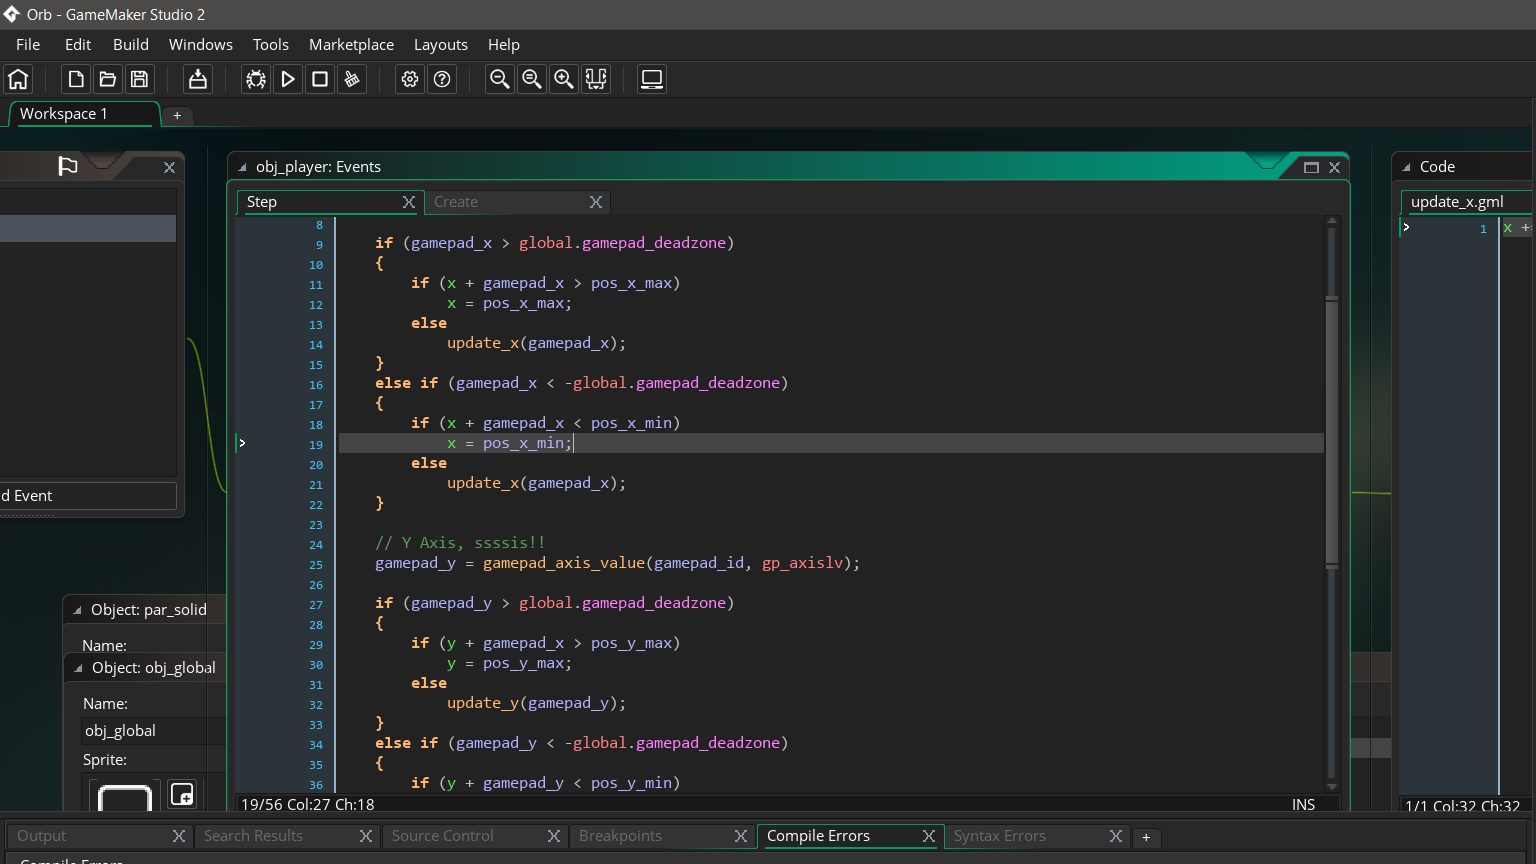 Orb - GameMaker Studio 2
File Edit Build Windows Tools Marketplace Layouts Help
Workspace 1 +
obj_player: Events
Step Create
8
9 if (gamepad_x > global.gamepad_deadzone)
10 {
11 if (x + gamepad_x > pos_x_max)
12 x = pos_x_max;
13 else
14 update_x(gamepad_x);
15 }
16 else if (gamepad_x < -global.gamepad_deadzone)
17 {
18 if (x + gamepad_x < pos_x_min)
19 x = pos_x_min;
20 else
21 update_x(gamepad_x);
22 }
23
24 // Y Axis, ssssis!!
25 gamepad_y = gamepad_axis_value(gamepad_id, gp_axislv);
26
27 if (gamepad_y > global.gamepad_deadzone)
28 {
29 if (y + gamepad_x > pos_y_max)
30 y = pos_y_max;
31 else
32 update_y(gamepad_y);
33 }
34 else if (gamepad_y < -global.gamepad_deadzone)
35 {
36 if (y + gamepad_y < pos_y_min)
19/56 Col:27 Ch:18 INS
Code
update_x.gml
1 x +
1/1 Col:32 Ch:32
d Event
Object: par_solid
Name:
Object: obj_global
Name:
obj_global
Sprite:
Output Search Results Source Control Breakpoints Compile Errors Syntax Errors +
Compile Errors